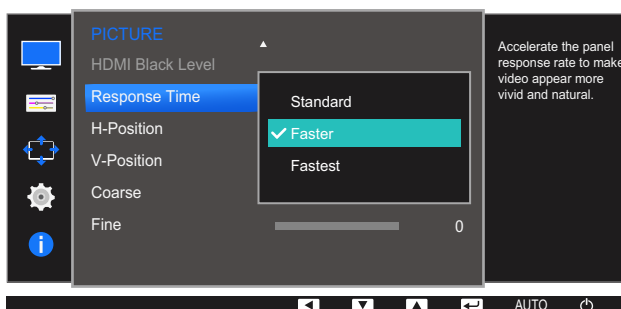 PICTURE
HDMI Black Level
Response Time
H-Position
V-Position
Coarse
Fine
Standard
Faster
Fastest
0
Accelerate the panel
response rate to make
video appear more
vivid and natural.
AUTO